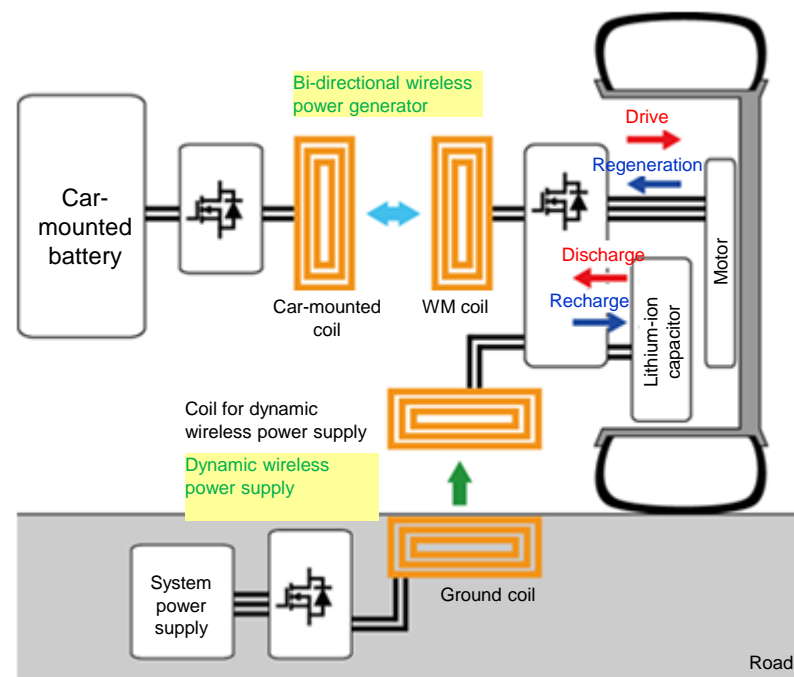 Bi-directional wireless
power generator
Drive
Regeneration
Car-
mounted
battery
Motor
Discharge
Recharge
Lithium-ion
capacitor
Car-mounted
coil
WM coil
Coil for dynamic
wireless power supply
Dynamic wireless
power supply
System
power
supply
Ground coil
Road